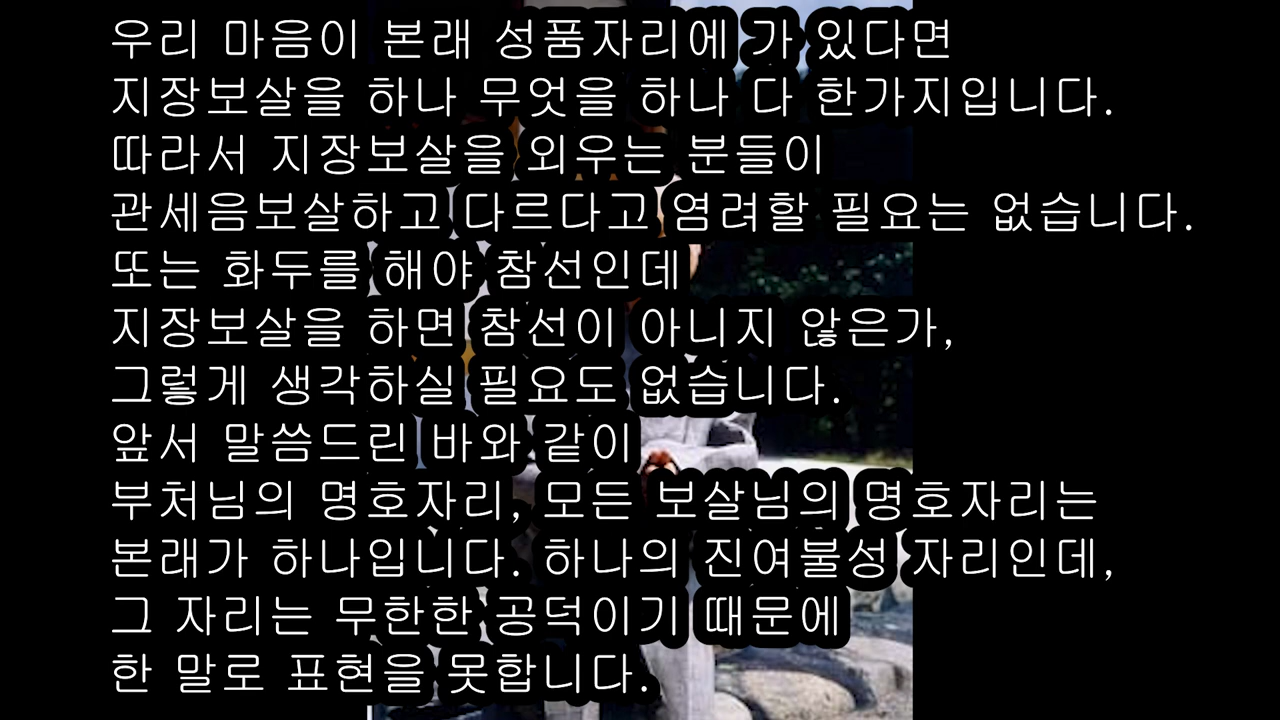 우리 마음이 본래 성품자리에 가 있다면
지장보살을 하나 무엇을 하나 다 한가지입니다.
따라서 지장보살을 외우는 분들이
관세음보살하고 다르다고 염려할 필요는 없습니다.
또는 화두를 해야 참선인데
지장보살을 하면 참선이 아니지 않은가,
그렇게 생각하실 필요도 없습니다.
앞서 말씀드린 바와 같이
부처님의 명호자리, 모든 보살님의 명호자리는
본래가 하나입니다. 하나의 진여불성 자리인데,
그 자리는 무한한 공덕이기 때문에
한 말로 표현을 못합니다.